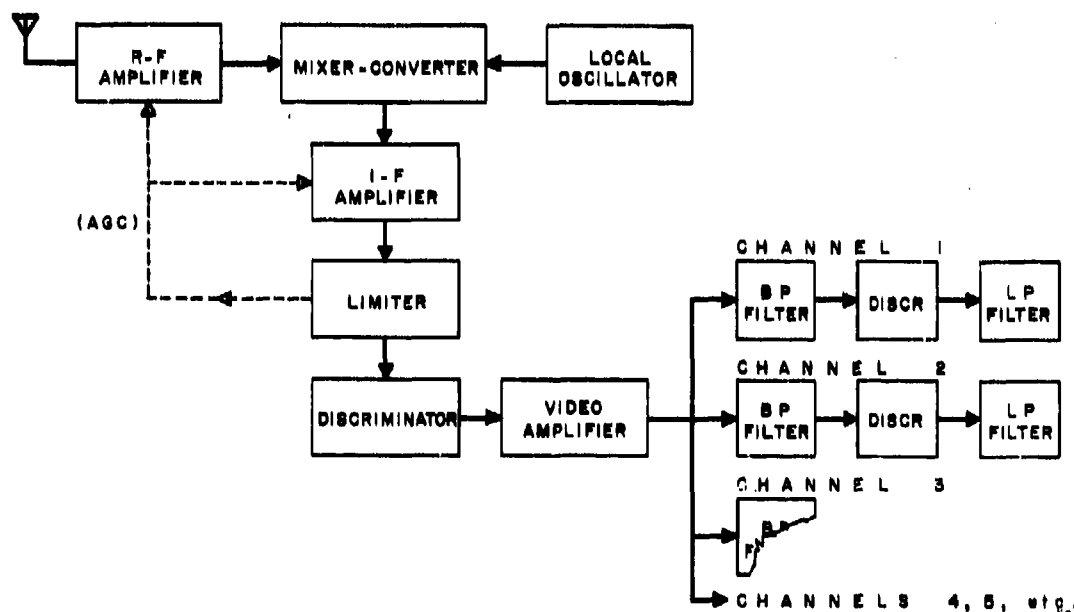 R-F
AMPLIFIER
MIXER-CONVERTER
LOCAL
OSCILLATOR
I-F
AMPLIFIER
(AGC)
LIMITER
DISCRIMINATOR
VIDEO
AMPLIFIER
CHANNEL 1
BP
FILTER
DISCR
LP
FILTER
CHANNEL 2
BP
FILTER
DISCR
LP
FILTER
CHANNEL 3
BP
F
CHANNELS 4, 5, etc.